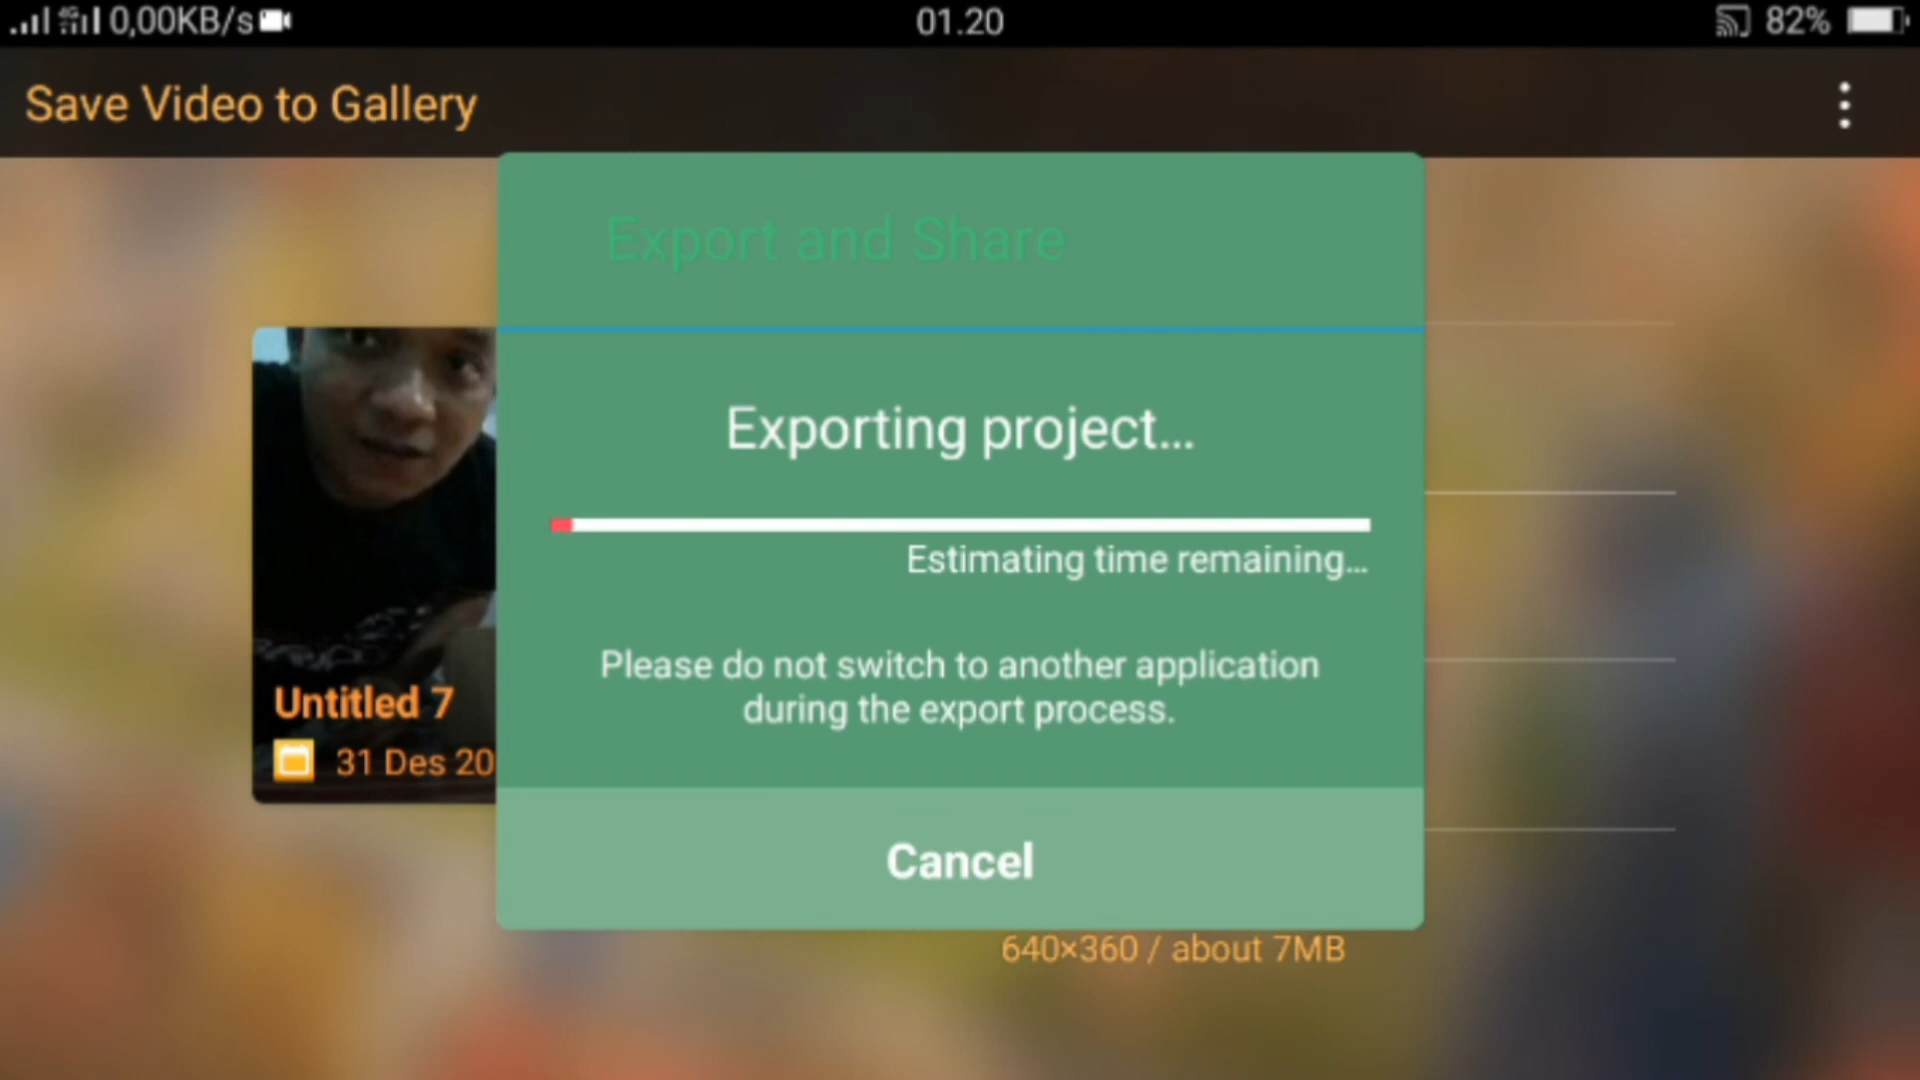 0,00KB/s 01.20 82%
Save Video to Gallery
Export and Share
Exporting project...
Estimating time remaining...
Please do not switch to another application
during the export process.
Untitled 7
31 Des 20
Cancel
640×360 / about 7MB